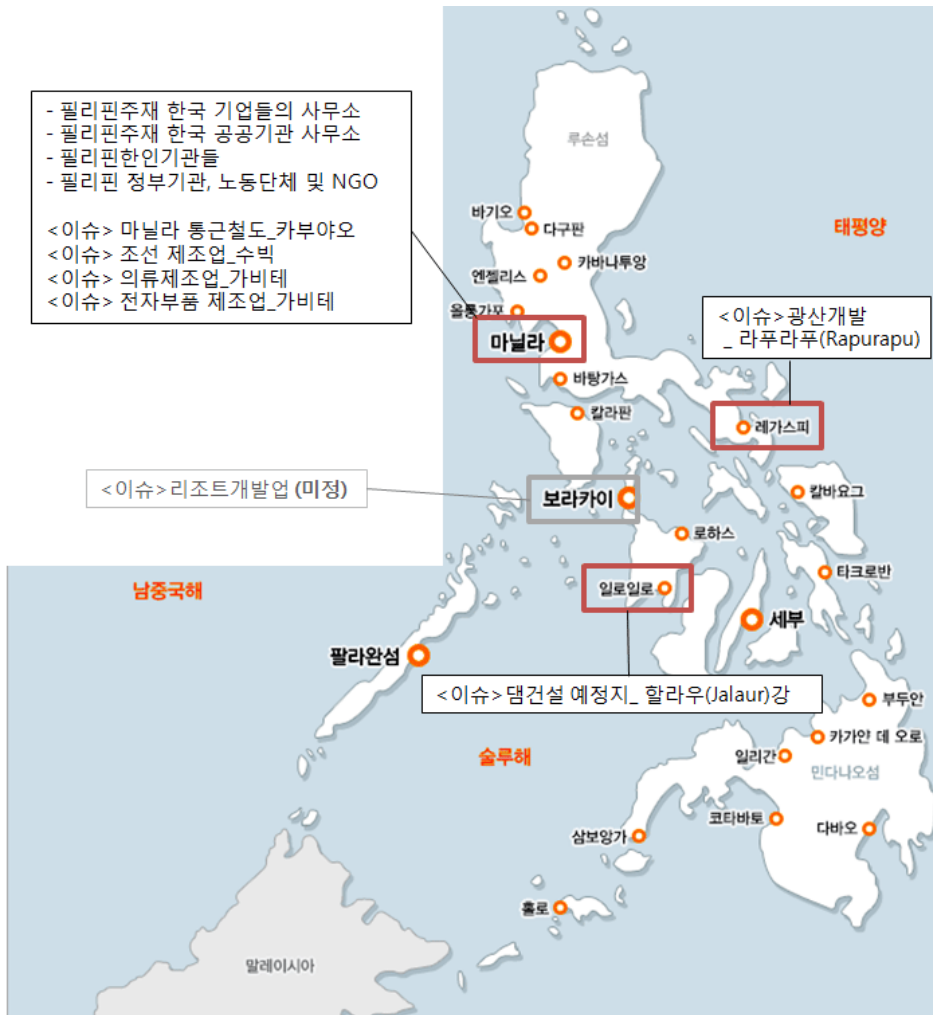 - 필리핀주재 한국 기업들의 사무소
- 필리핀주재 한국 공공기관 사무소
- 필리핀한인기관들
- 필리핀 정부기관, 노동단체 및 NGO
<이슈> 마닐라 통근철도_카부야오
<이슈> 조선 제조업_수빅
<이슈> 의류제조업_가비테
<이슈> 전자부품 제조업_가비테
루손섬
바기오
다구판
태평양
카바나투앙
엔젤리스
올롱가포
<이슈>광산개발
_ 라푸라푸(Rapurapu)
마닐라
바탕가스
칼라판
레가스피
<이슈>리조트개발업 (미정)
보라카이
칼바요그
로하스
타크로반
남중국해
일로일로
세부
팔라완섬
<이슈>댐건설 예정지_ 할라우(Jalaur)강
부두안
카가얀 데 오로
술루해
일리간
민다나오섬
코타바토
다바오
삼보앙가
홀로
말레이시아